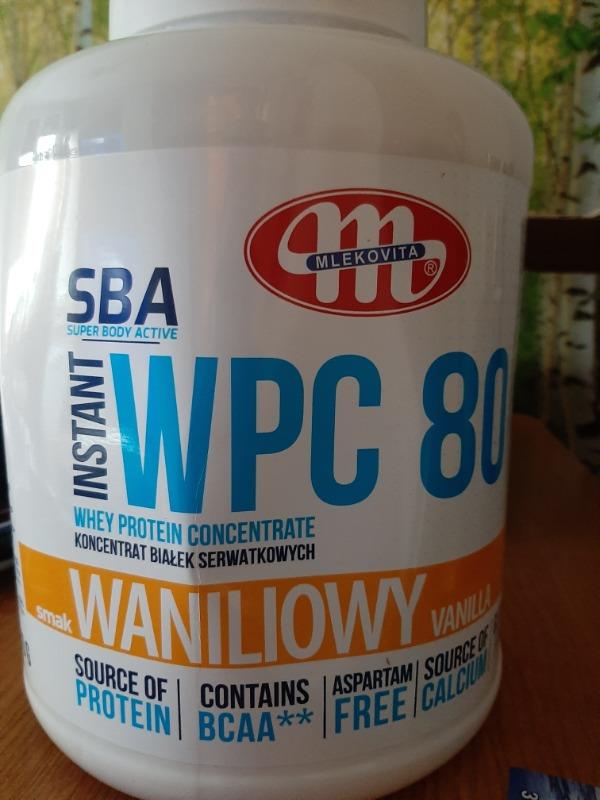 MLEKOVITA
®
SBA
SUPER BODY ACTIVE
INSTANT
WPC 80
WHEY PROTEIN CONCENTRATE
KONCENTRAT BIAŁEK SERWATKOWYCH
smak WANILIOWY VANILLA
SOURCE OF
PROTEIN
CONTAINS
BCAA**
ASPARTAM
FREE
SOURCE OF
CALCIUM